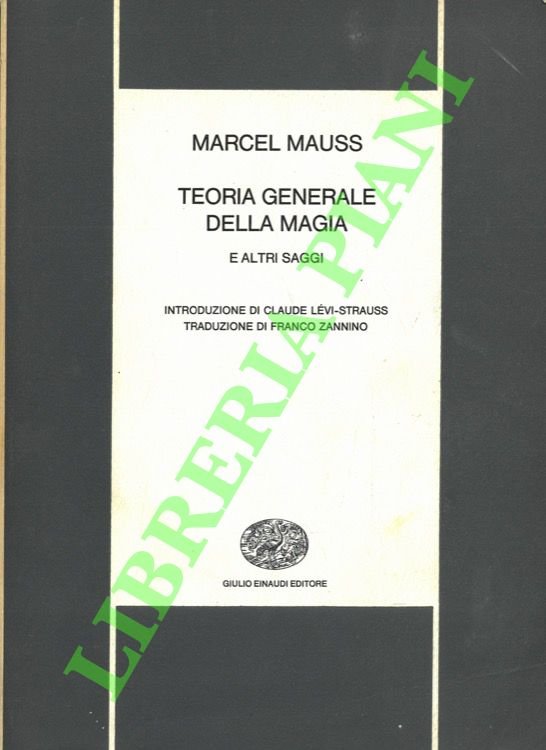 MARCEL MAUSS
TEORIA GENERALE
DELLA MAGIA
E ALTRI SAGGI
INTRODUZIONE DI CLAUDE LÉVI-STRAUSS
TRADUZIONE DI FRANCO ZANNINO
GIULIO EINAUDI EDITORE
LIBRERIA PIANI